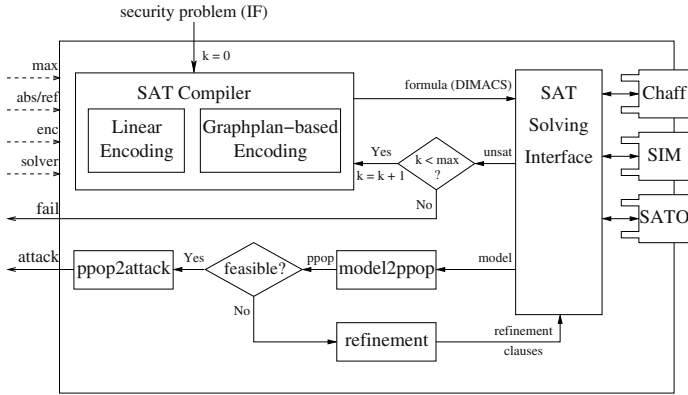 security problem (IF)
k = 0
max
abs/ref
enc
solver
SAT Compiler
Linear
Encoding
Graphplan−based
Encoding
formula (DIMACS)
SAT
Solving
Interface
Chaff
SIM
SATO
Yes
k = k + 1
k < max
?
unsat
No
fail
attack
ppop2attack
Yes
feasible?
ppop
model2ppop
model
No
refinement
refinement
clauses